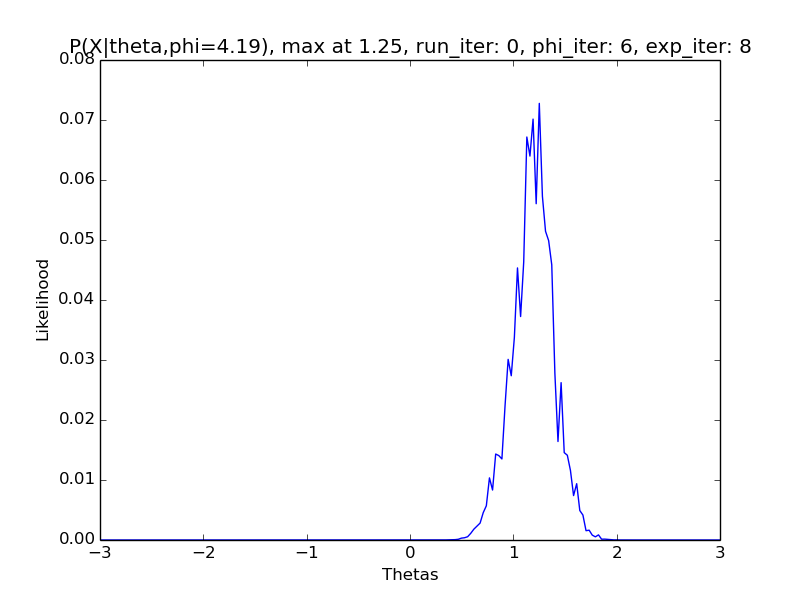 P(X|theta,phi=4.19), max at 1.25, run_iter: 0, phi_iter: 6, exp_iter: 8
0.08
0.07
0.06
0.05
0.04
0.03
0.02
0.01
0.00
Likelihood
−3 −2 −1 0 1 2 3
Thetas